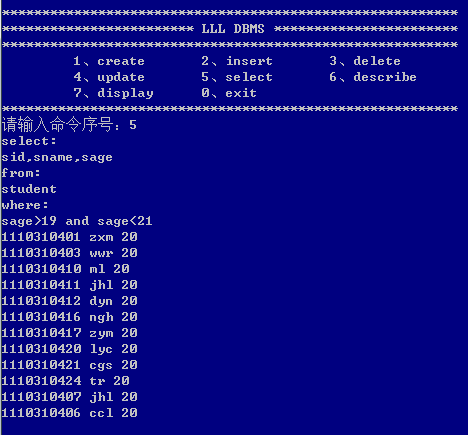 ********************************************************
************************ LLL DBMS **********************
********************************************************
1、create 2、insert 3、delete
4、update 5、select 6、describe
7、display 0、exit
********************************************************
请输入命令序号：5
select:
sid,sname,sage
from:
student
where:
sage>19 and sage<21
1110310401 zxm 20
1110310403 wwr 20
1110310410 ml 20
1110310411 jhl 20
1110310412 dyn 20
1110310416 ngh 20
1110310417 zym 20
1110310420 lyc 20
1110310421 cgs 20
1110310424 tr 20
1110310407 jhl 20
1110310406 ccl 20